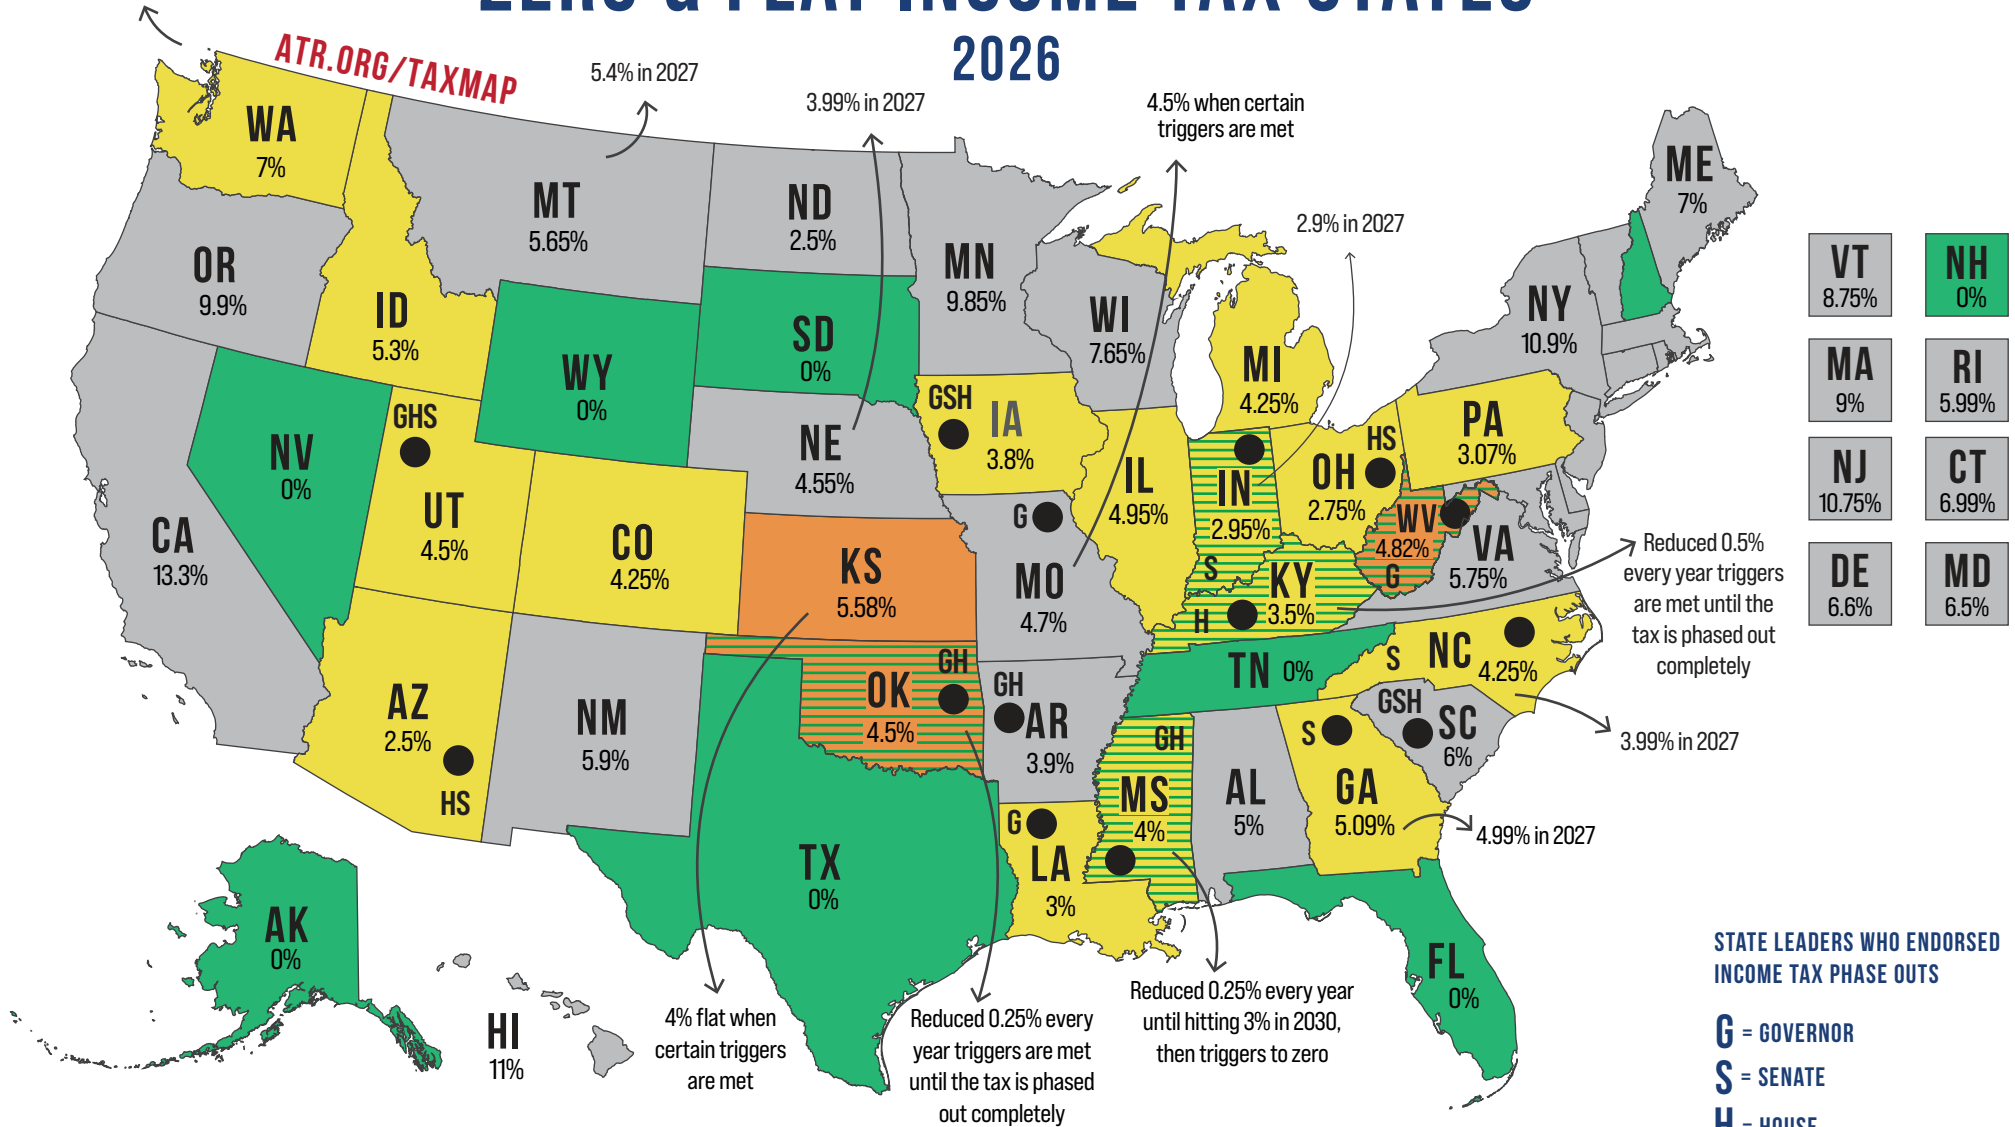 ZERO & FLAT INCOME TAX STATES
2026
ATR.ORG/TAXMAP
5.4% in 2027
3.99% in 2027
4.5% when certain
triggers are met
2.9% in 2027
WA
7%
OR
9.9%
CA
13.3%
NV
0%
ID
5.3%
MT
5.65%
WY
0%
GHS
UT
4.5%
CO
4.25%
AZ
2.5%
HS
NM
5.9%
ND
2.5%
SD
0%
NE
4.55%
KS
5.58%
GH
OK
4.5%
TX
0%
MN
9.85%
GSH
IA
3.8%
G
MO
4.7%
GH
AR
3.9%
G
LA
3%
WI
7.65%
IL
4.95%
MI
4.25%
IN
2.95%
S
HS
OH
2.75%
KY
3.5%
H
TN 0%
GH
MS
4%
AL
5%
S
GA
5.09%
FL
0%
GSH
SC
6%
S
NC
4.25%
VA
5.75%
WV
4.82%
G
PA
3.07%
NY
10.9%
ME
7%
VT
8.75%
NH
0%
MA
9%
RI
5.99%
NJ
10.75%
CT
6.99%
DE
6.6%
MD
6.5%
Reduced 0.5%
every year triggers
are met until the
tax is phased out
completely
3.99% in 2027
4.99% in 2027
AK
0%
HI
11%
4% flat when
certain triggers
are met
Reduced 0.25% every
year triggers are met
until the tax is phased
out completely
Reduced 0.25% every year
until hitting 3% in 2030,
then triggers to zero
STATE LEADERS WHO ENDORSED
INCOME TAX PHASE OUTS
G = GOVERNOR
S = SENATE
H = HOUSE